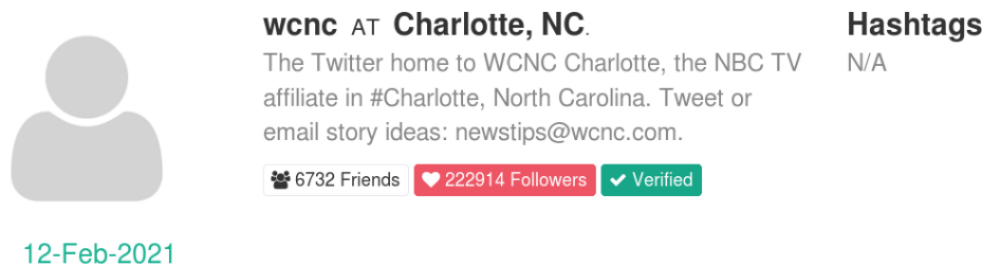 wcnc AT Charlotte, NC.
The Twitter home to WCNC Charlotte, the NBC TV
affiliate in #Charlotte, North Carolina. Tweet or
email story ideas: newstips@wcnc.com.
6732 Friends 222914 Followers Verified
Hashtags
N/A
12-Feb-2021